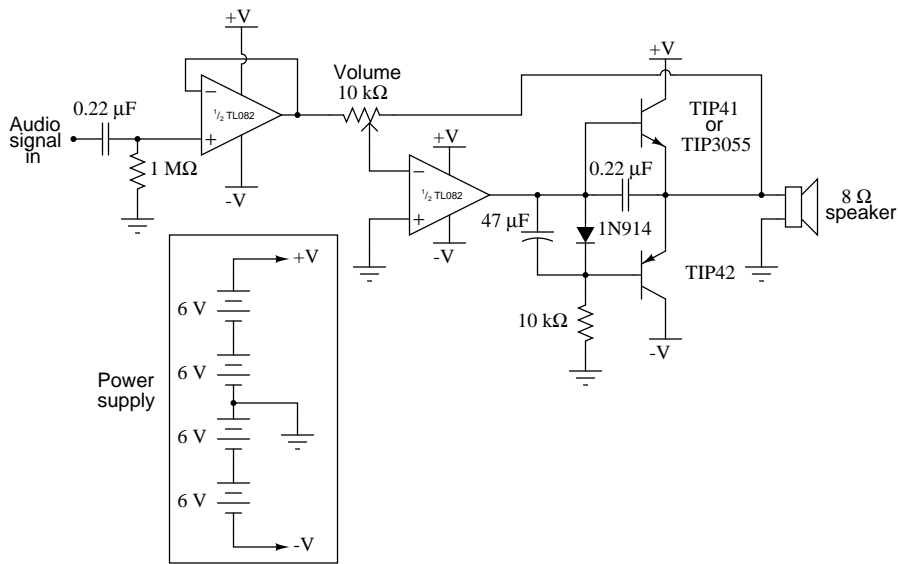 +V
Volume
10 kΩ
+V
0.22 µF
Audio
signal
in
−
½ TL082
+
1 MΩ
-V
TIP41
or
TIP3055
+V
−
½ TL082
+
-V
0.22 µF
47 µF
1N914
8 Ω
speaker
TIP42
10 kΩ
-V
Power
supply
+V
6 V
6 V
6 V
6 V
-V